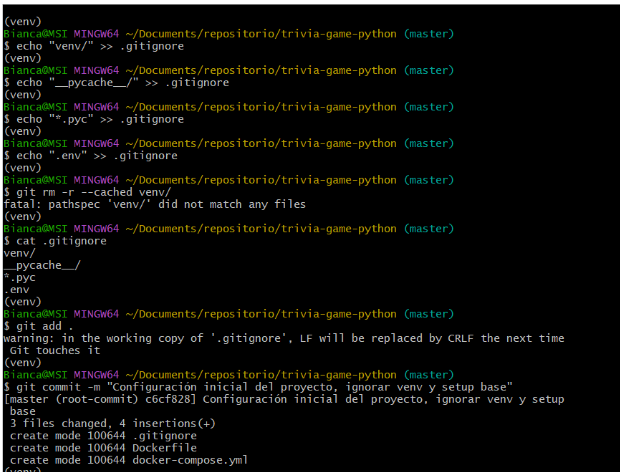 (venv)
Bianca@MSI MINGW64 ~/Documents/repositorio/trivia-game-python (master)
$ echo "venv/" >> .gitignore
(venv)
Bianca@MSI MINGW64 ~/Documents/repositorio/trivia-game-python (master)
$ echo "__pycache__/" >> .gitignore
(venv)
Bianca@MSI MINGW64 ~/Documents/repositorio/trivia-game-python (master)
$ echo "*.pyc" >> .gitignore
(venv)
Bianca@MSI MINGW64 ~/Documents/repositorio/trivia-game-python (master)
$ echo ".env" >> .gitignore
(venv)
Bianca@MSI MINGW64 ~/Documents/repositorio/trivia-game-python (master)
$ git rm -r --cached venv/
fatal: pathspec 'venv/' did not match any files
(venv)
Bianca@MSI MINGW64 ~/Documents/repositorio/trivia-game-python (master)
$ cat .gitignore
venv/
__pycache__/
*.pyc
.env
(venv)
Bianca@MSI MINGW64 ~/Documents/repositorio/trivia-game-python (master)
$ git add .
warning: in the working copy of '.gitignore', LF will be replaced by CRLF the next time
 Git touches it
(venv)
Bianca@MSI MINGW64 ~/Documents/repositorio/trivia-game-python (master)
$ git commit -m "Configuración inicial del proyecto, ignorar venv y setup base"
[master (root-commit) c6cf828] Configuración inicial del proyecto, ignorar venv y setup
 base
 3 files changed, 4 insertions(+)
 create mode 100644 .gitignore
 create mode 100644 Dockerfile
 create mode 100644 docker-compose.yml
(venv)